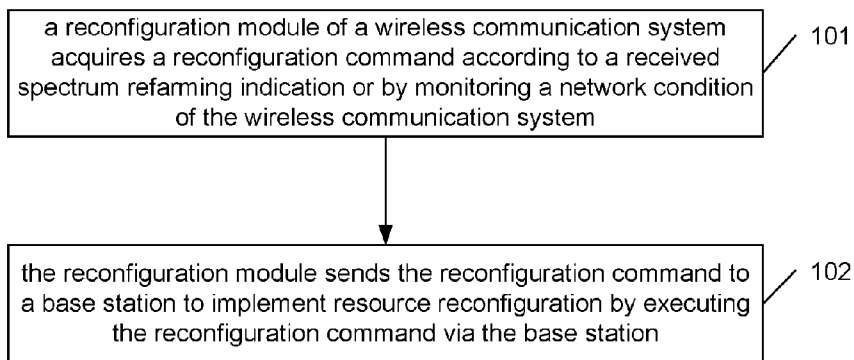 a reconfiguration module of a wireless communication system
acquires a reconfiguration command according to a received
spectrum refarming indication or by monitoring a network condition
of the wireless communication system
101
the reconfiguration module sends the reconfiguration command to
a base station to implement resource reconfiguration by executing
the reconfiguration command via the base station
102